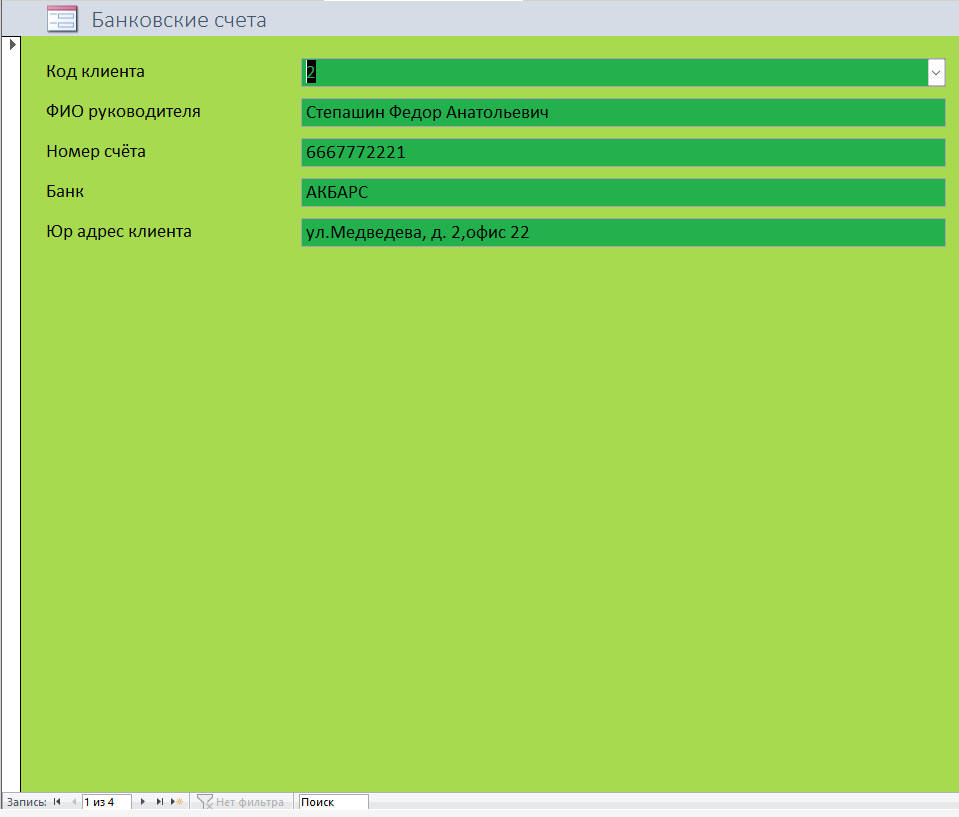 Банковские счета
Код клиента 2
ФИО руководителя Степашин Федор Анатольевич
Номер счёта 6667772221
Банк АКБАРС
Юр адрес клиента ул.Медведева, д. 2,офис 22
Запись: 1 из 4 Нет фильтра Поиск